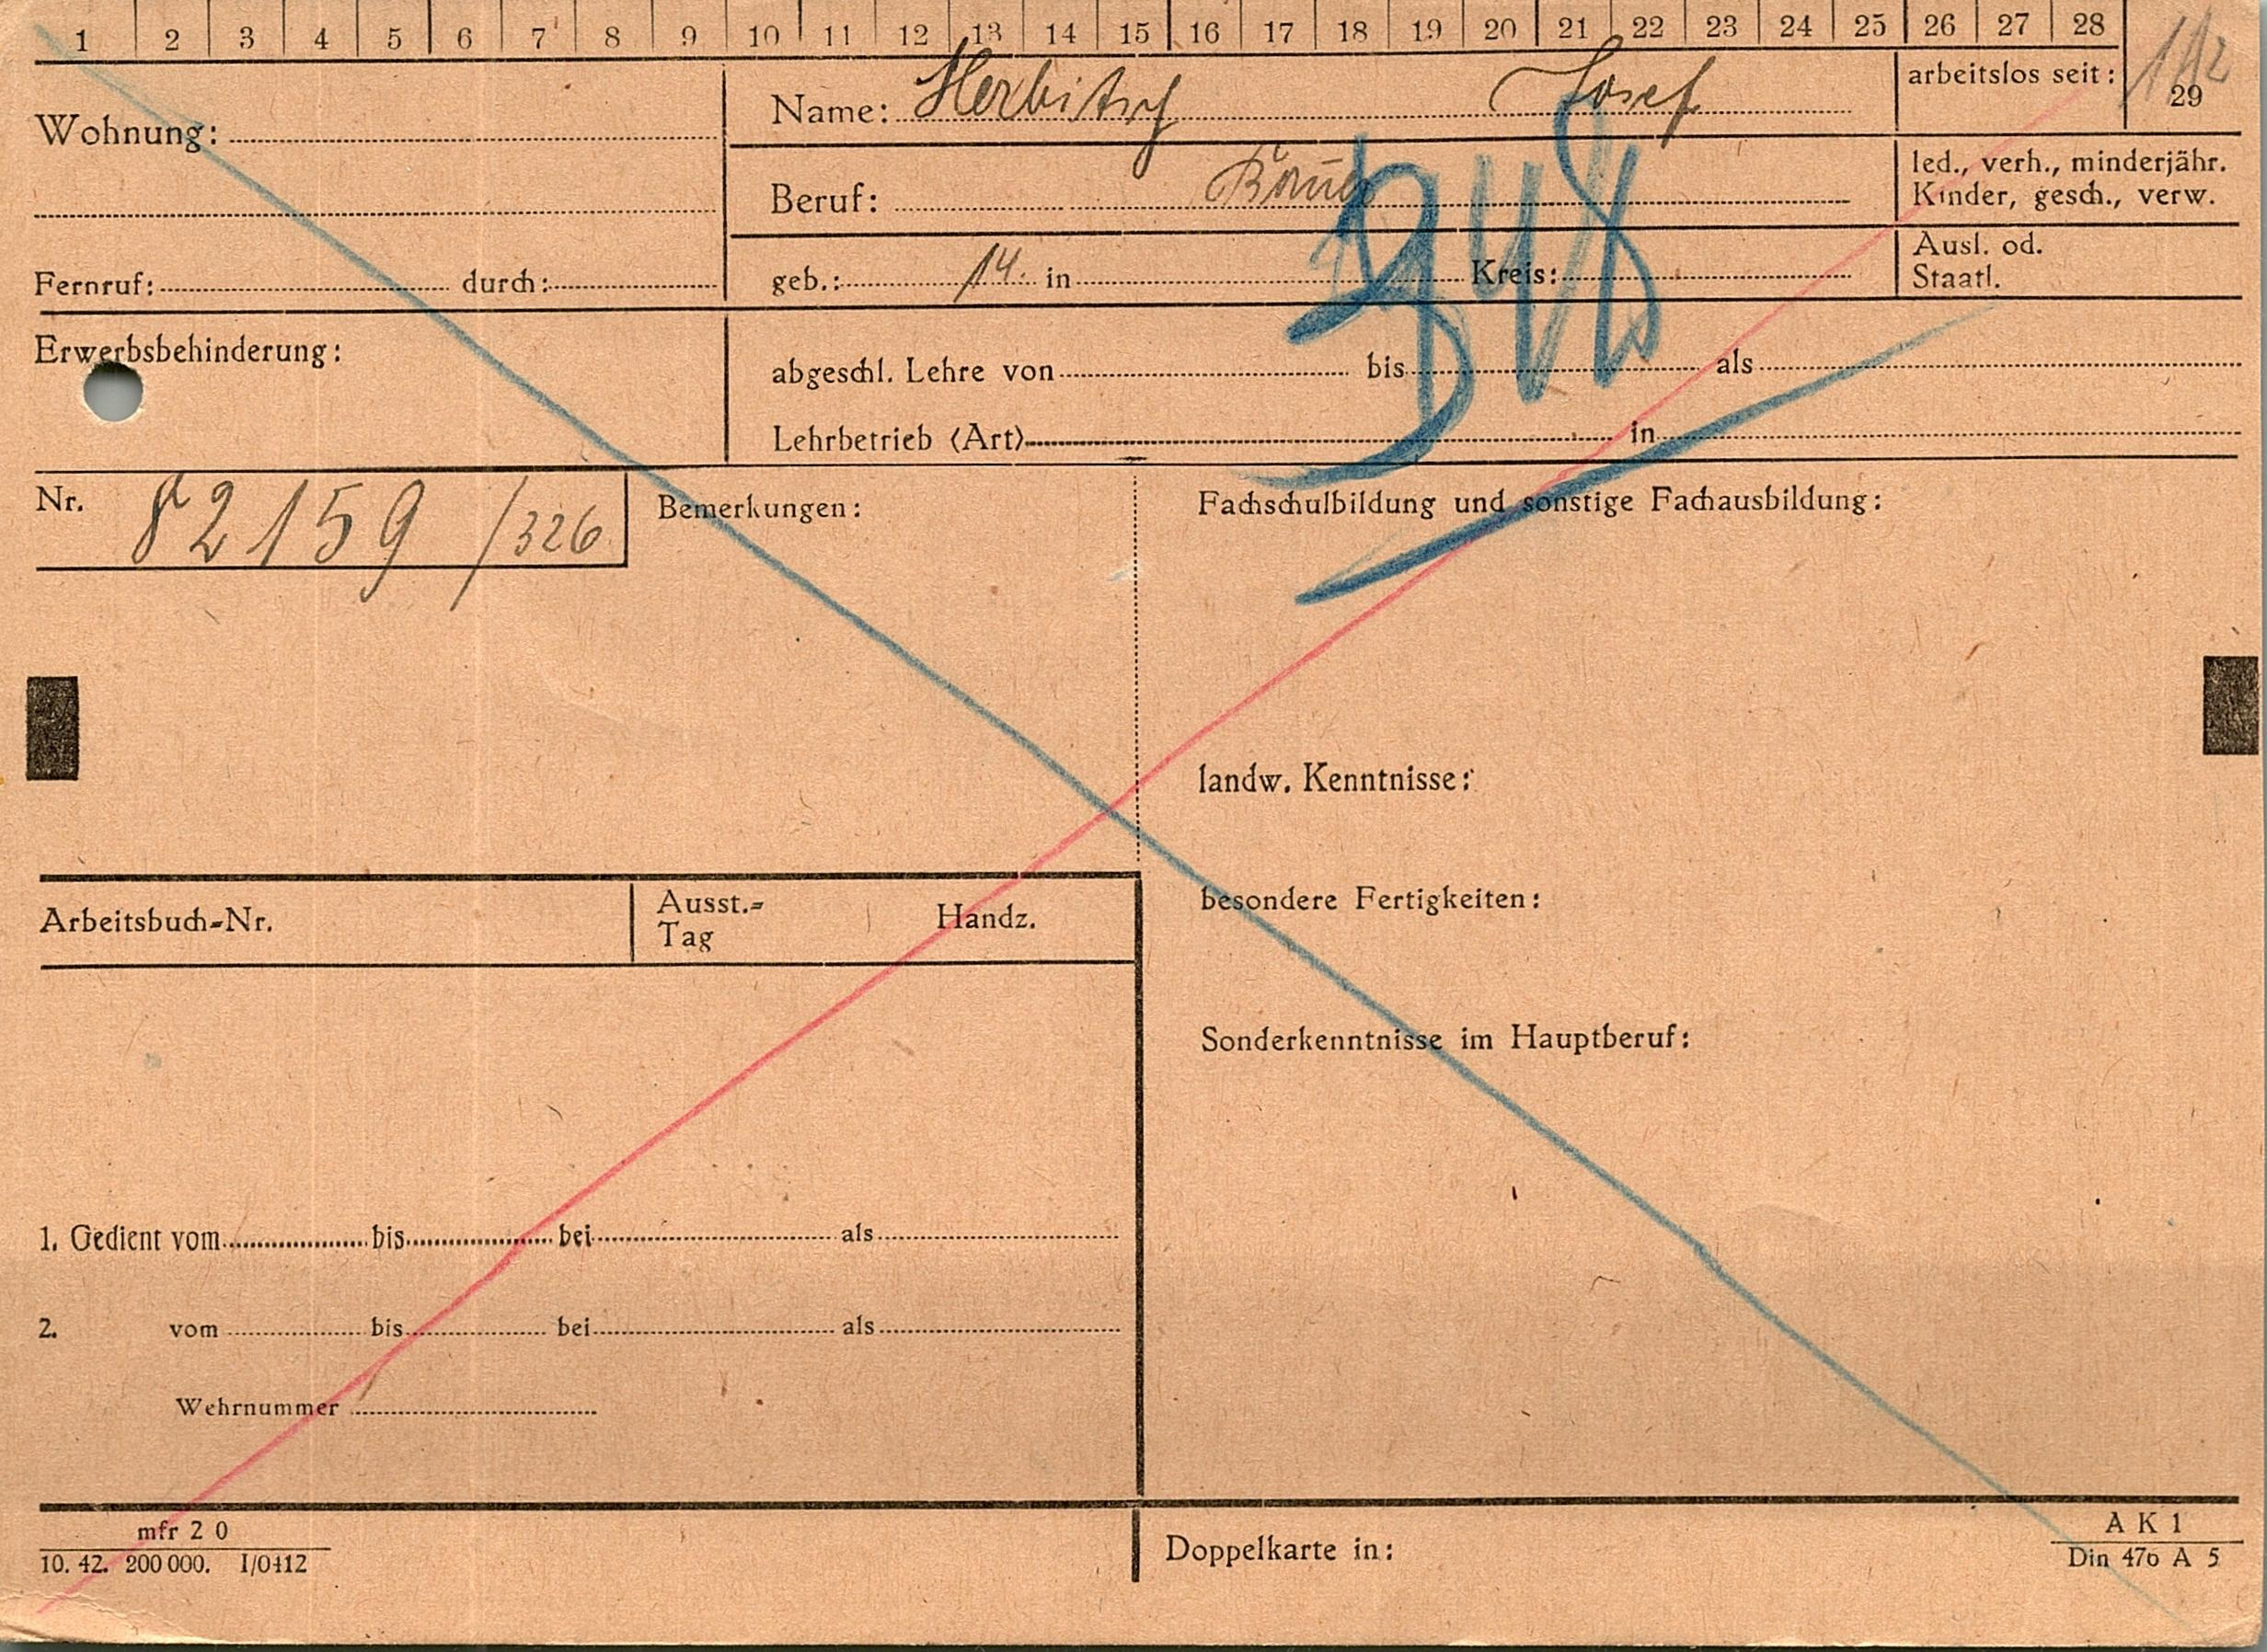 1 2 3 4 5 6 7 8 9 10 11 12 13 14 15 16 17 18 19 20 21 22 23 24 25 26 27 28
29
Wohnung:
Name: Herbitsch Josef
arbeitslos seit:
Beruf:
led., verh., minderjähr.
Kinder, gesch., verw.
Fernruf: durch:
geb.: 14. in Kreis:
Ausl. od.
Staatl.
Erwerbsbehinderung:
abgeschl. Lehre von bis als
Lehrbetrieb (Art) in
Nr. 82159 /326
Bemerkungen:
Fachschulbildung und sonstige Fachausbildung:
landw. Kenntnisse:
besondere Fertigkeiten:
Arbeitsbuch-Nr.
Ausst.-
Tag
Handz.
Sonderkenntnisse im Hauptberuf:
1. Gedient vom bis bei als
2. vom bis bei als
Wehrnummer
mfr 2 0
10. 42. 200 000. I/0412
Doppelkarte in:
A K 1
Din 476 A 5